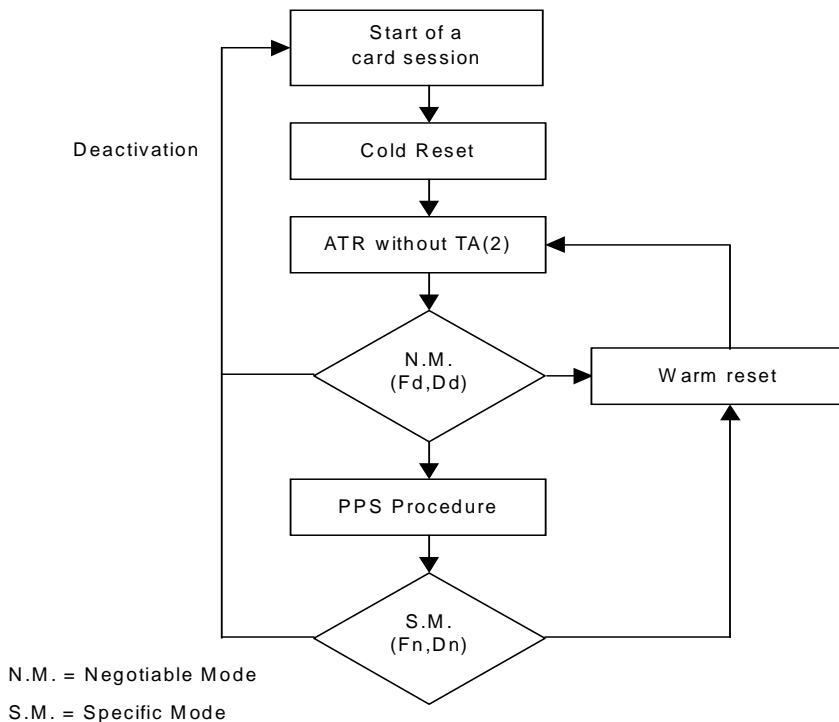 Start of a
card session
Deactivation
Cold Reset
ATR without TA(2)
N.M.
(Fd,Dd)
Warm reset
PPS Procedure
S.M.
(Fn,Dn)
N.M. = Negotiable Mode
S.M. = Specific Mode